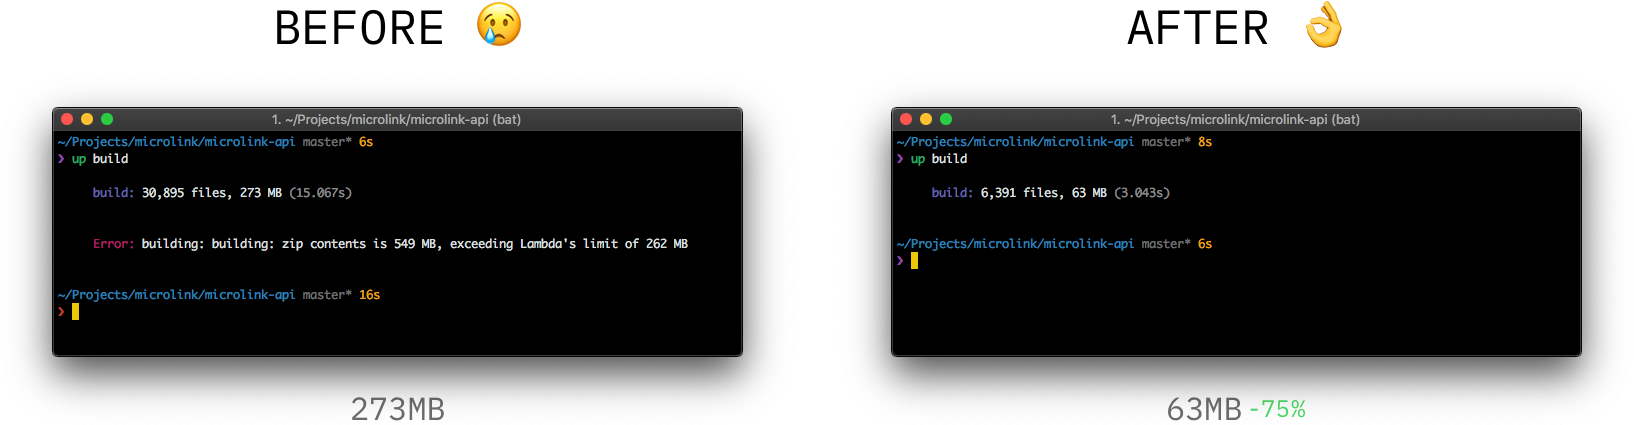 BEFORE 😢
1. ~/Projects/microlink/microlink-api (bat)
~/Projects/microlink/microlink-api master* 6s
❯ up build
build: 30,895 files, 273 MB (15.067s)
Error: building: building: zip contents is 549 MB, exceeding Lambda's limit of 262 MB
~/Projects/microlink/microlink-api master* 16s
❯
273MB
AFTER 👌
1. ~/Projects/microlink/microlink-api (bat)
~/Projects/microlink/microlink-api master* 8s
❯ up build
build: 6,391 files, 63 MB (3.043s)
~/Projects/microlink/microlink-api master* 6s
❯
63MB -75%